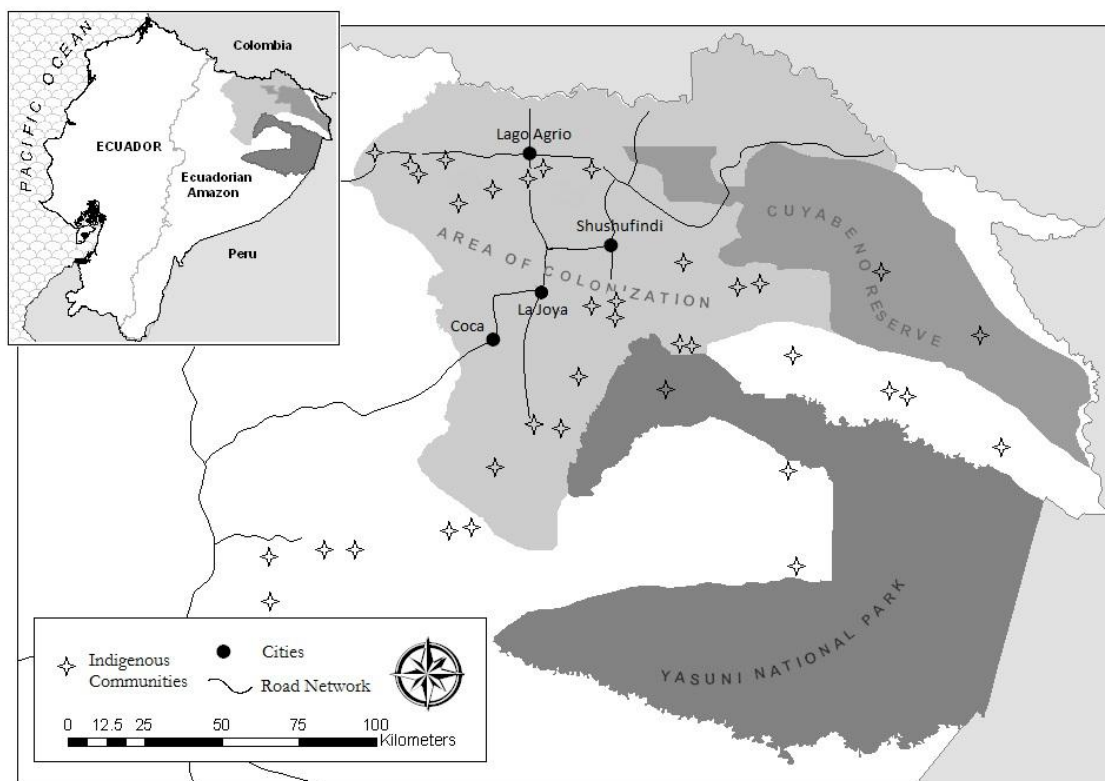 PACIFIC OCEAN
Colombia
ECUADOR
Ecuadorian
Amazon
Peru
Lago Agrio
Shushufindi
La Joya
Coca
AREA OF COLONIZATION
CUYABENO
RESERVE
YASUNI NATIONAL PARK
Indigenous
Communities
Cities
Road Network
0 12.5 25 50 75 100
Kilometers